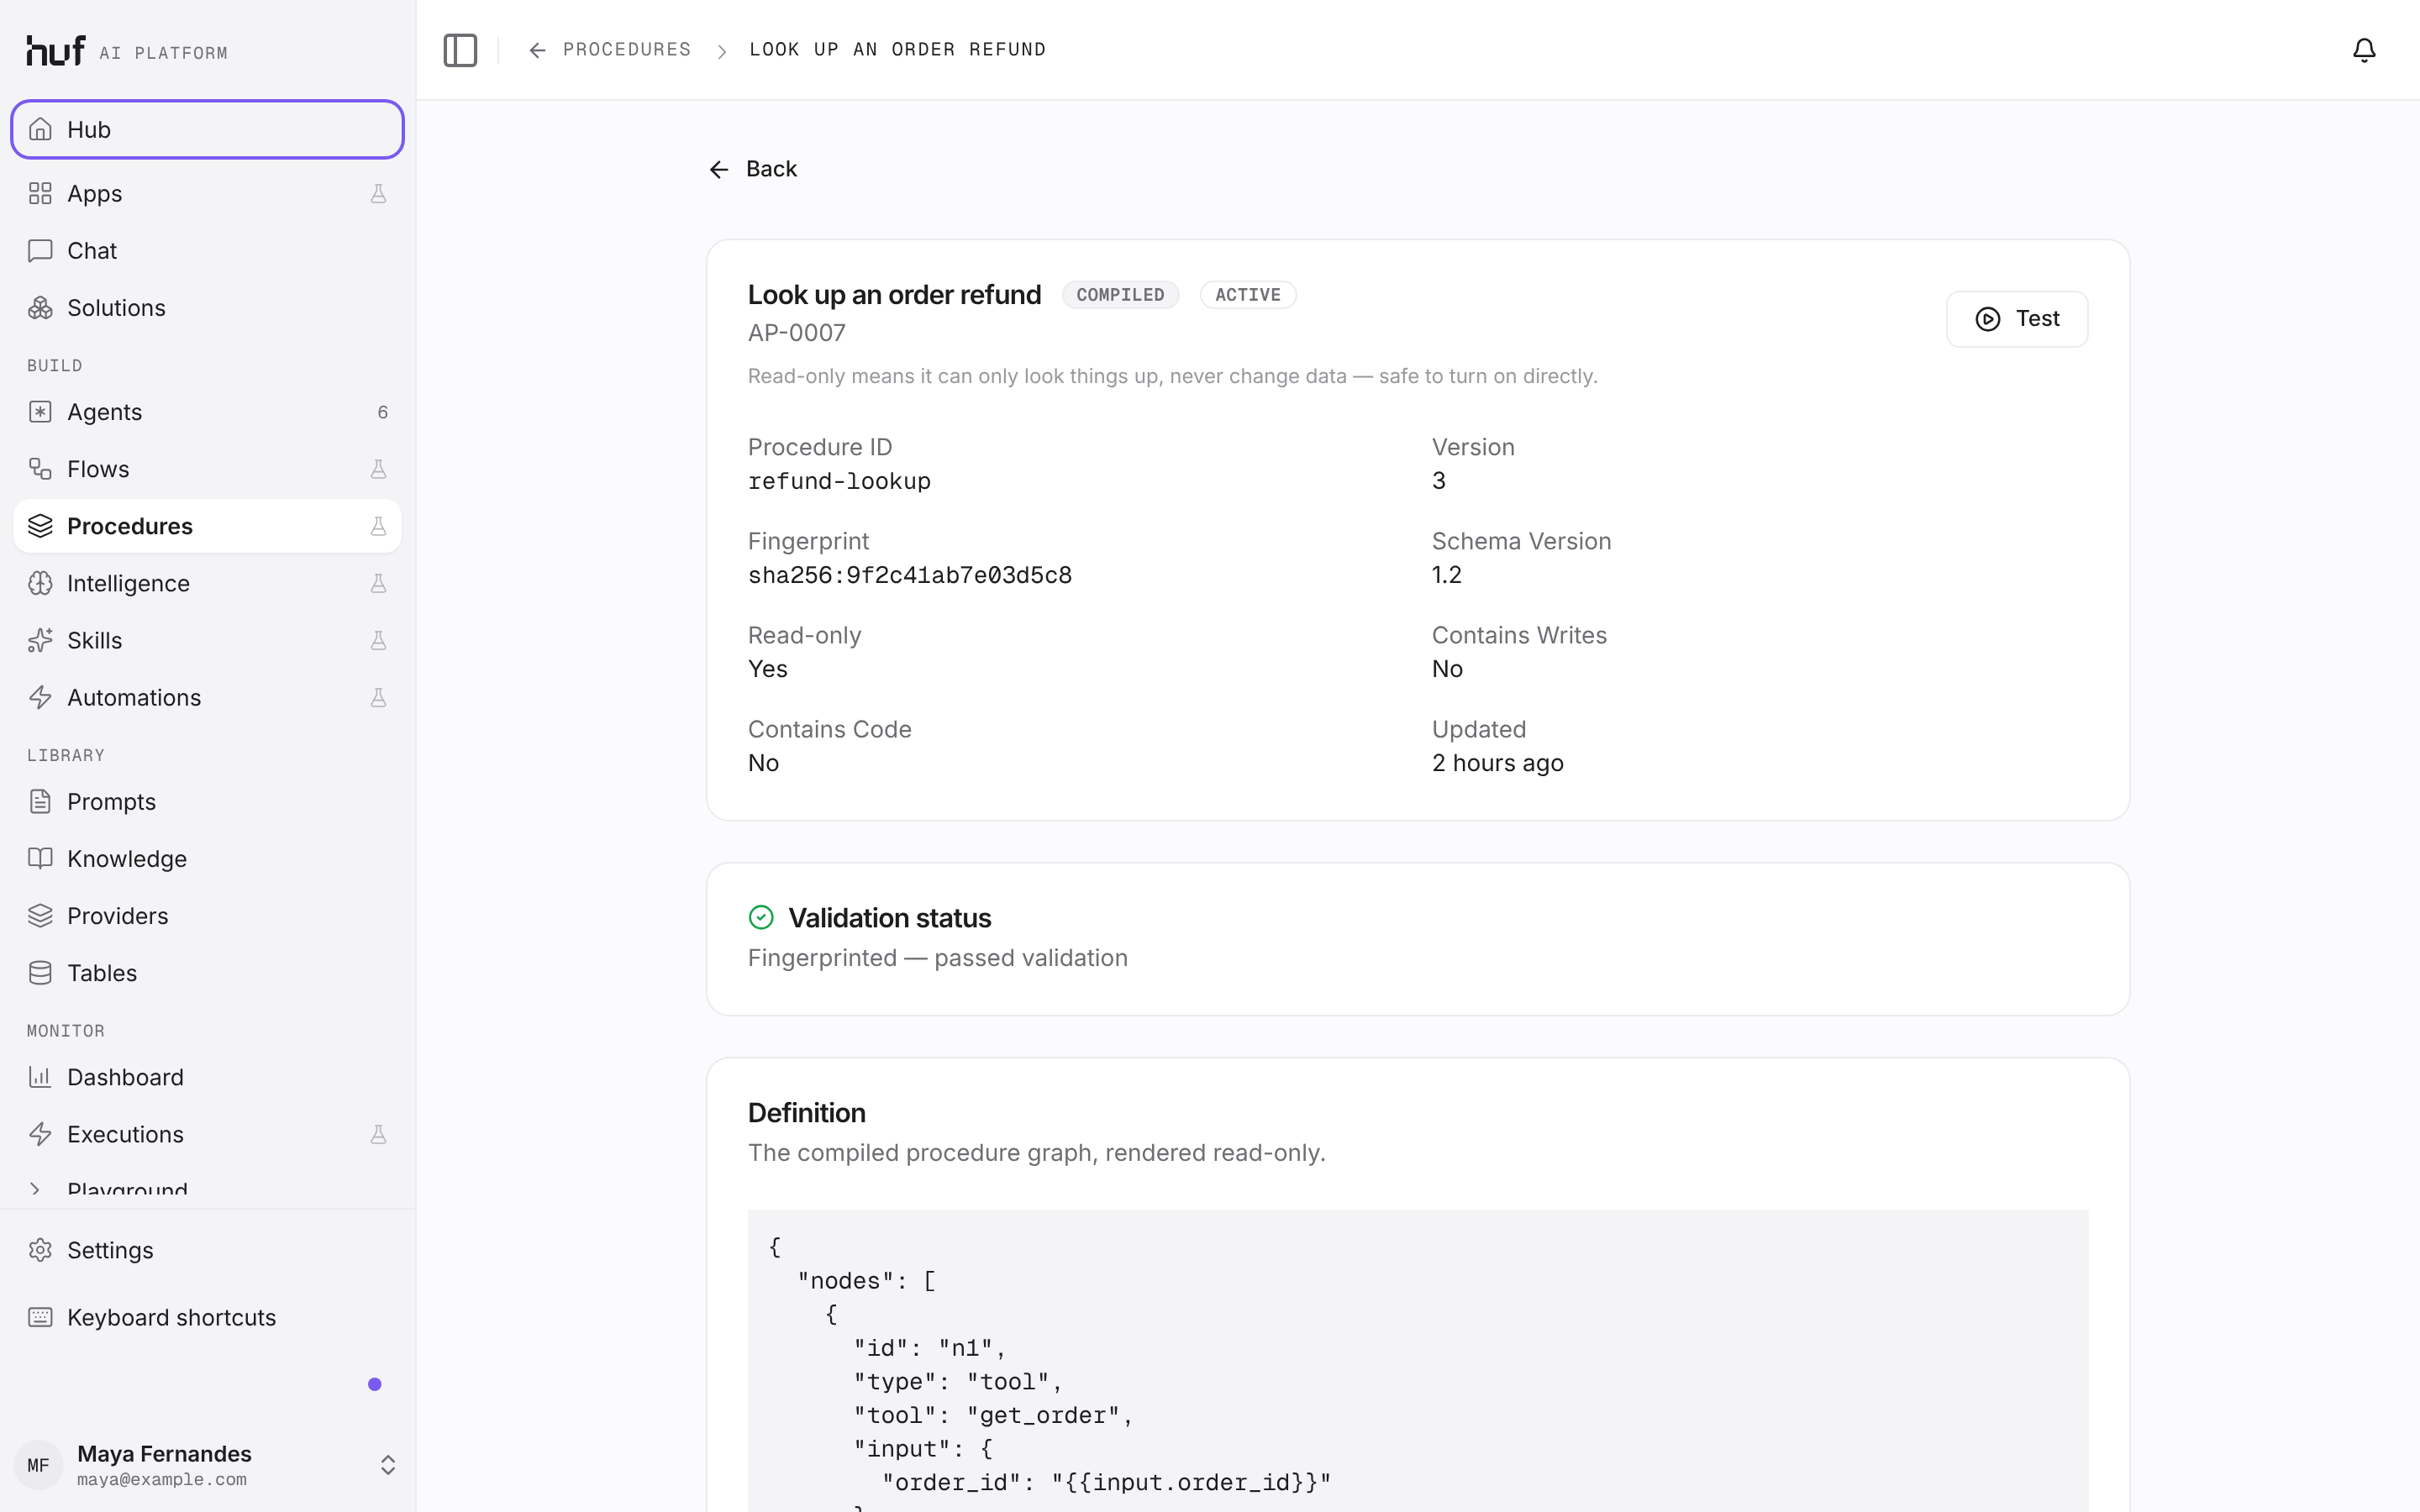 huf AI PLATFORM
Hub
Apps
Chat
Solutions
BUILD
Agents 6
Flows
Procedures
Intelligence
Skills
Automations
LIBRARY
Prompts
Knowledge
Providers
Tables
MONITOR
Dashboard
Executions
Playground
Settings
Keyboard shortcuts
MF
Maya Fernandes
maya@example.com
PROCEDURES LOOK UP AN ORDER REFUND
Back
Look up an order refund COMPILED ACTIVE
AP-0007
Read-only means it can only look things up, never change data — safe to turn on directly.
Test
Procedure ID
refund-lookup
Version
3
Fingerprint
sha256:9f2c41ab7e03d5c8
Schema Version
1.2
Read-only
Yes
Contains Writes
No
Contains Code
No
Updated
2 hours ago
Validation status
Fingerprinted — passed validation
Definition
The compiled procedure graph, rendered read-only.
{
"nodes": [
{
"id": "n1",
"type": "tool",
"tool": "get_order",
"input": {
"order_id": "{{input.order_id}}"
}